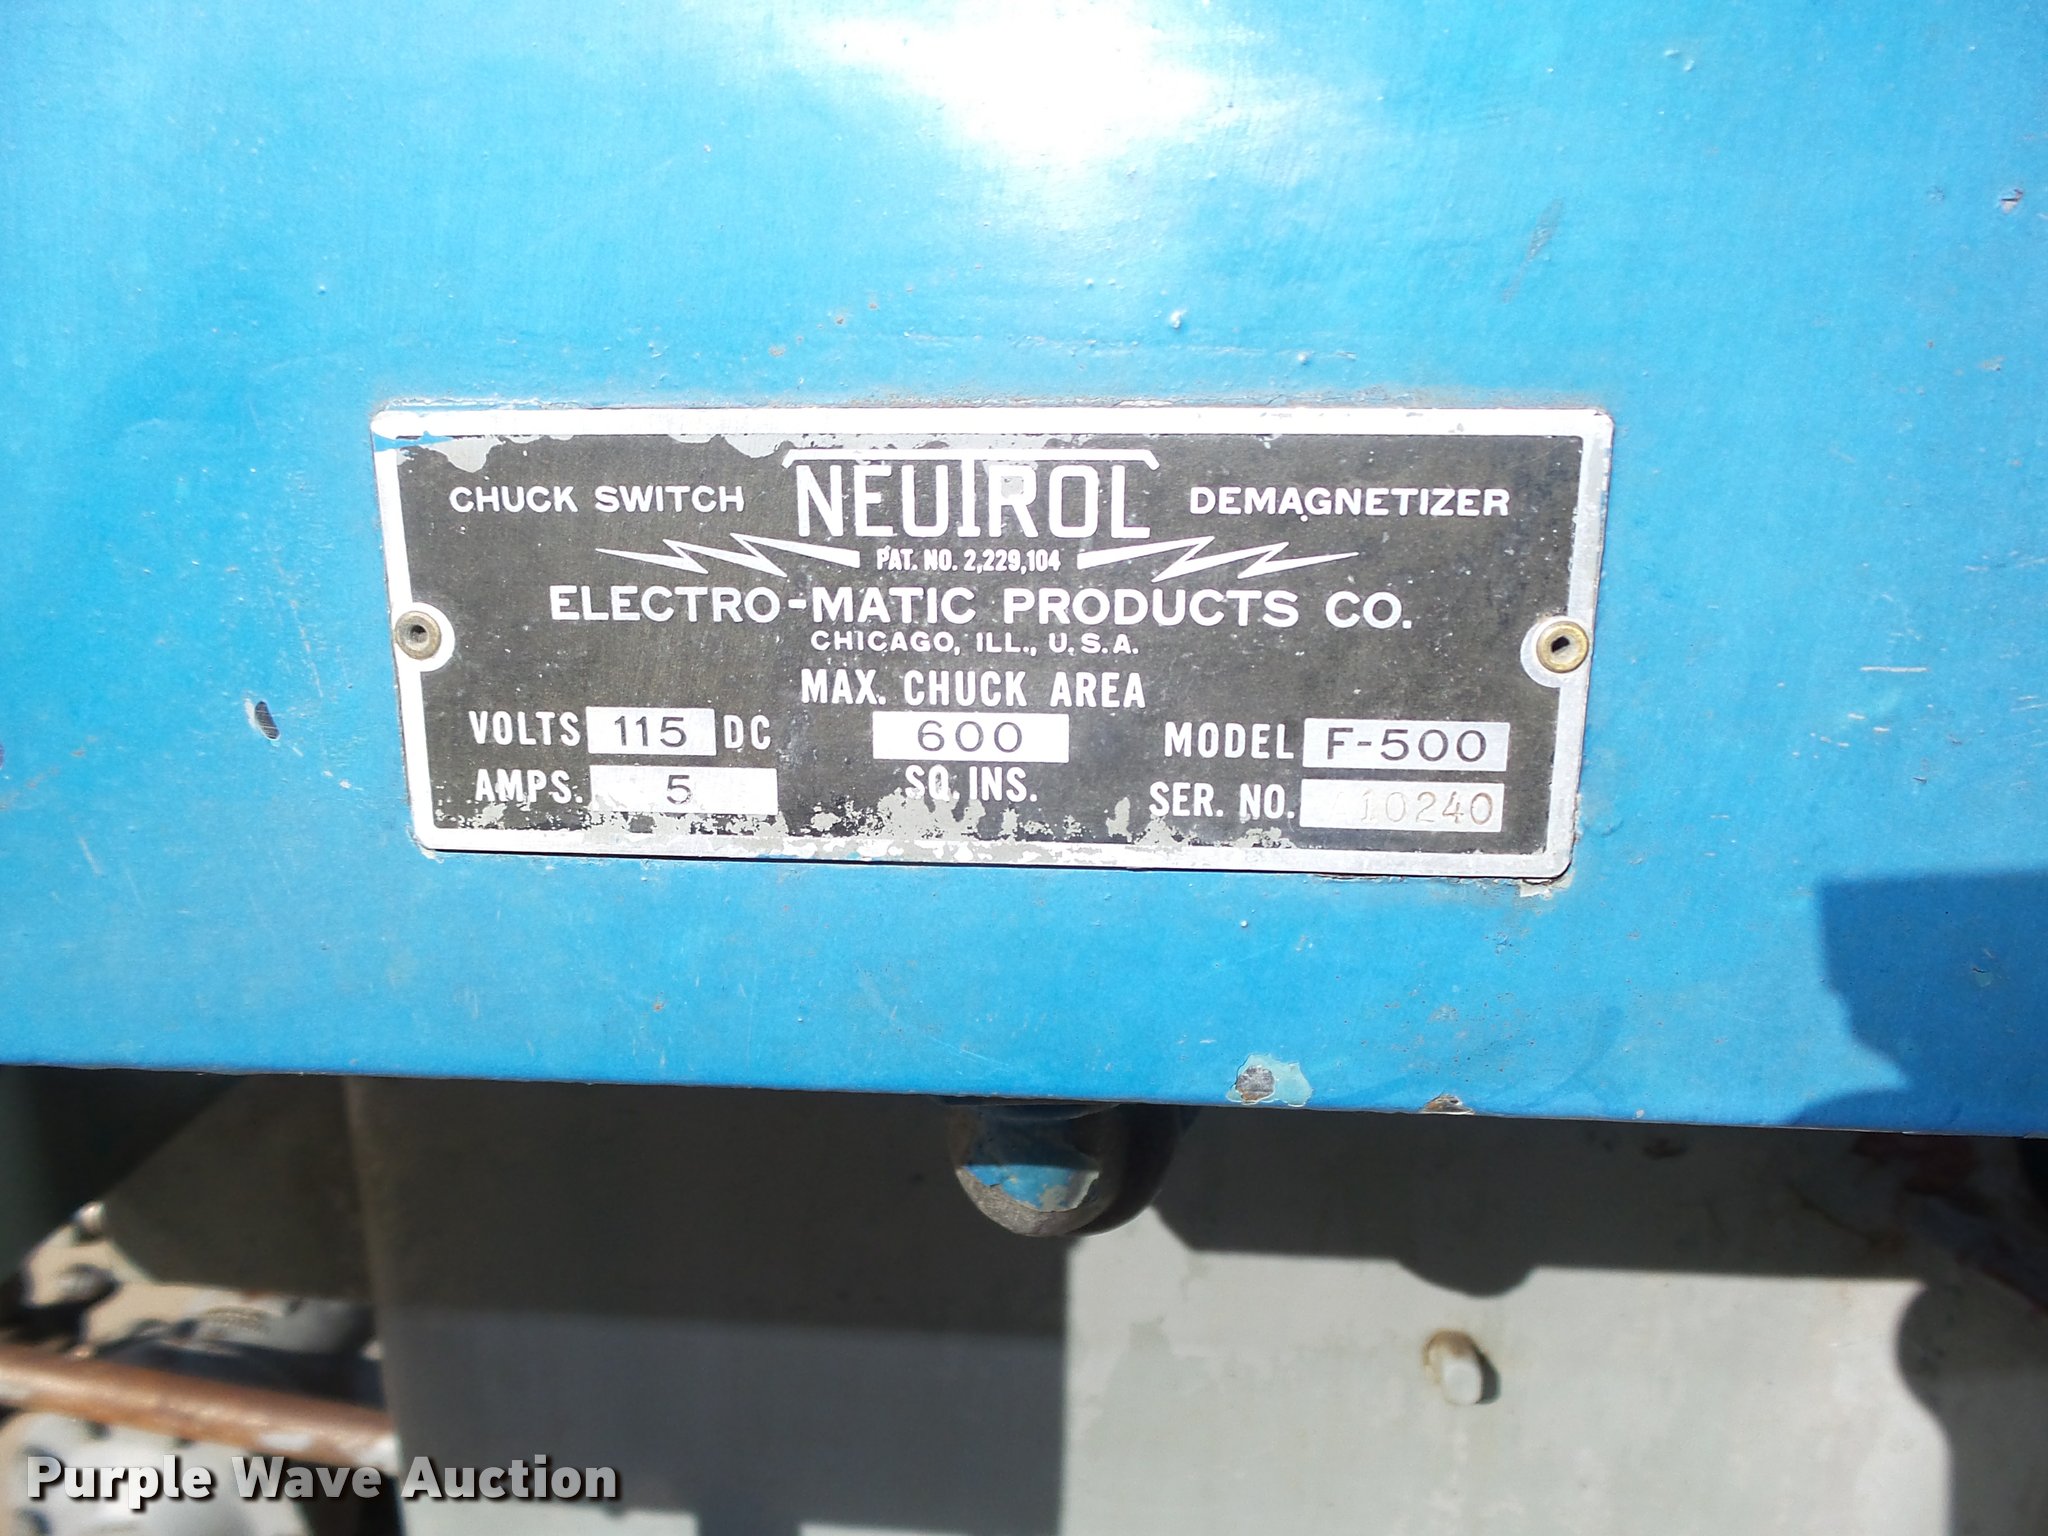 CHUCK SWITCH NEUTROL DEMAGNETIZER
PAT. NO. 2,229,104
ELECTRO-MATIC PRODUCTS CO.
CHICAGO, ILL., U.S.A.
MAX. CHUCK AREA
VOLTS 115 DC 600 MODEL F-500
AMPS. 5 SQ. INS. SER. NO. A10240
Purple Wave Auction